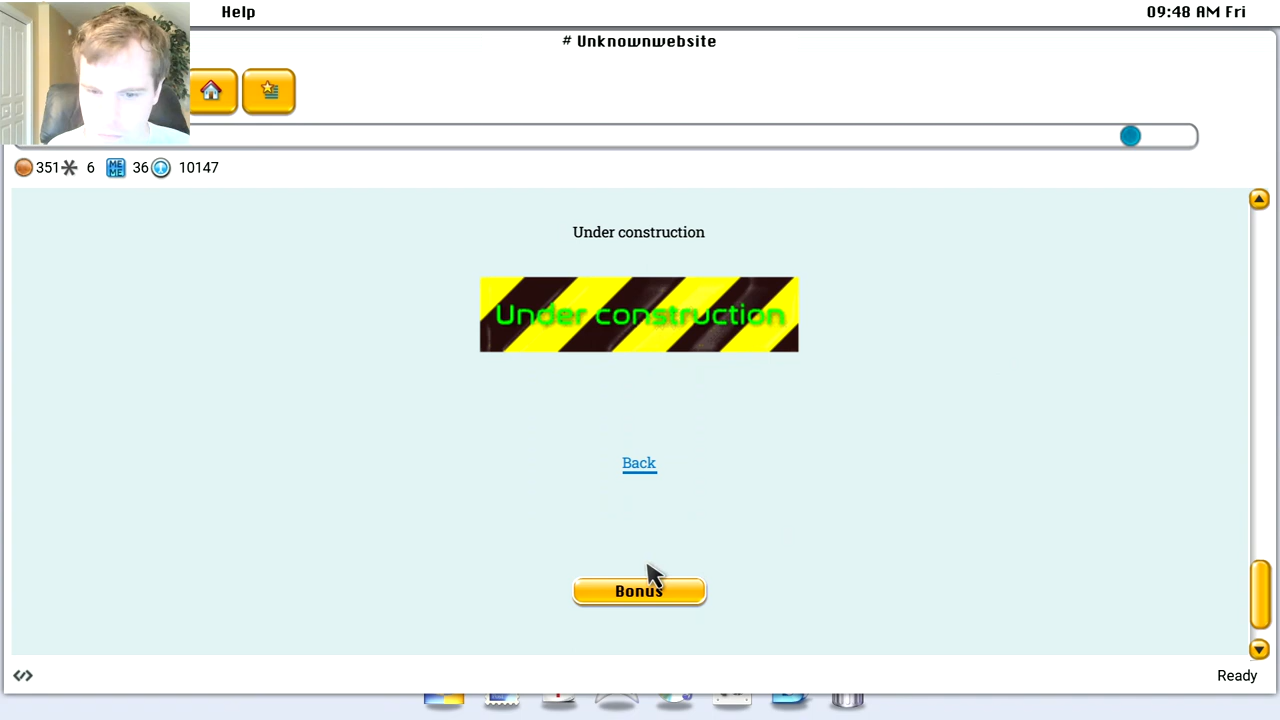 Help
09:48 AM Fri
# Unknownwebsite
351 6 ME ME 36 10147
Under construction
Under construction
Back
Bonus
Ready